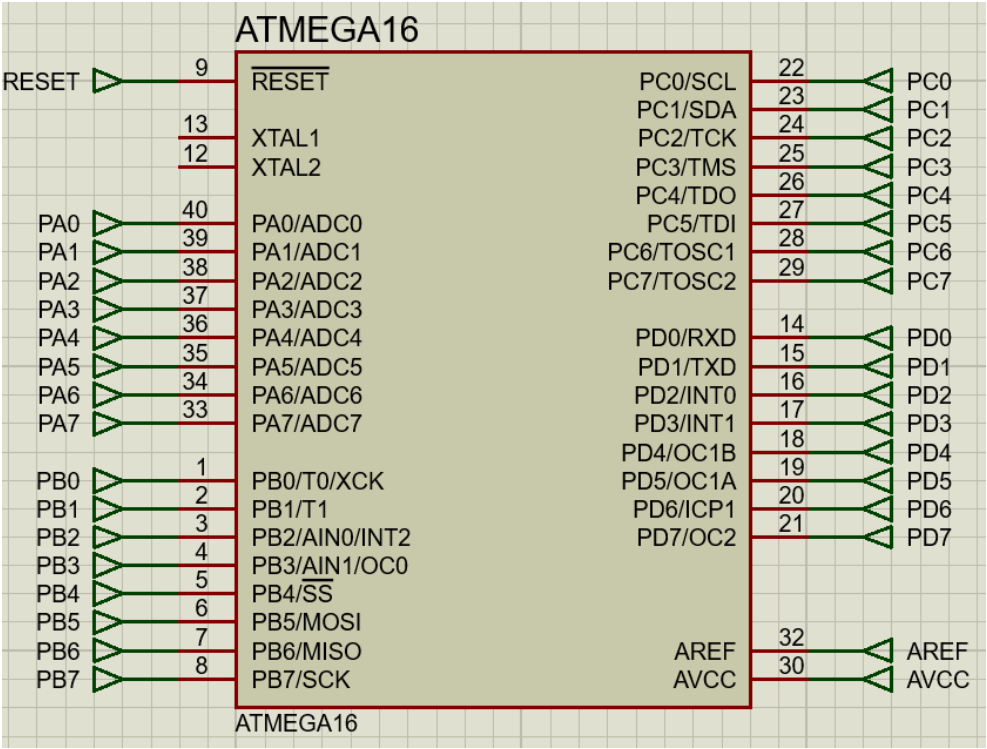 ATMEGA16
RESET 9 RESET PC0/SCL 22 PC0
PC1/SDA 23 PC1
13 XTAL1 PC2/TCK 24 PC2
12 XTAL2 PC3/TMS 25 PC3
PC4/TDO 26 PC4
PA0 40 PA0/ADC0 PC5/TDI 27 PC5
PA1 39 PA1/ADC1 PC6/TOSC1 28 PC6
PA2 38 PA2/ADC2 PC7/TOSC2 29 PC7
PA3 37 PA3/ADC3
PA4 36 PA4/ADC4 PD0/RXD 14 PD0
PA5 35 PA5/ADC5 PD1/TXD 15 PD1
PA6 34 PA6/ADC6 PD2/INT0 16 PD2
PA7 33 PA7/ADC7 PD3/INT1 17 PD3
PD4/OC1B 18 PD4
PB0 1 PB0/T0/XCK PD5/OC1A 19 PD5
PB1 2 PB1/T1 PD6/ICP1 20 PD6
PB2 3 PB2/AIN0/INT2 PD7/OC2 21 PD7
PB3 4 PB3/AIN1/OC0
PB4 5 PB4/SS
PB5 6 PB5/MOSI
PB6 7 PB6/MISO AREF 32 AREF
PB7 8 PB7/SCK AVCC 30 AVCC
ATMEGA16